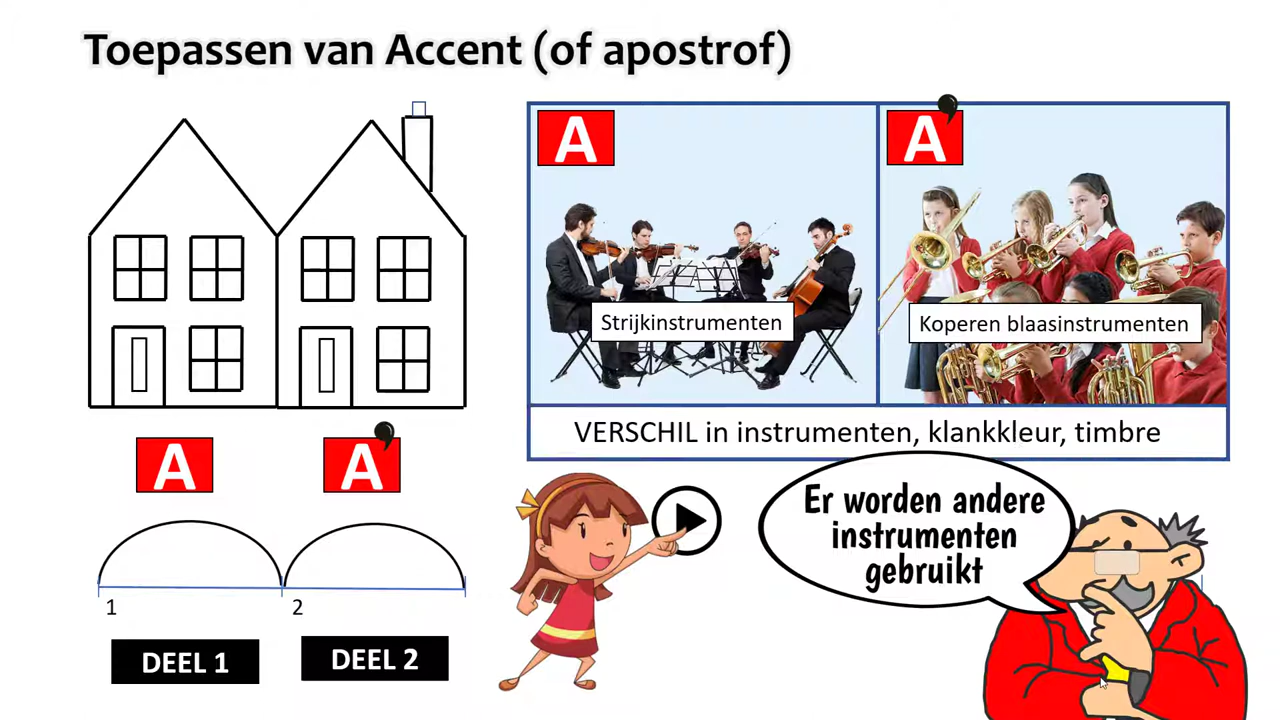 Toepassen van Accent (of apostrof)
A
A’
Strijkinstrumenten
Koperen blaasinstrumenten
VERSCHIL in instrumenten, klankkleur, timbre
A
A’
1
2
DEEL 1
DEEL 2
Er worden andere
instrumenten
gebruikt